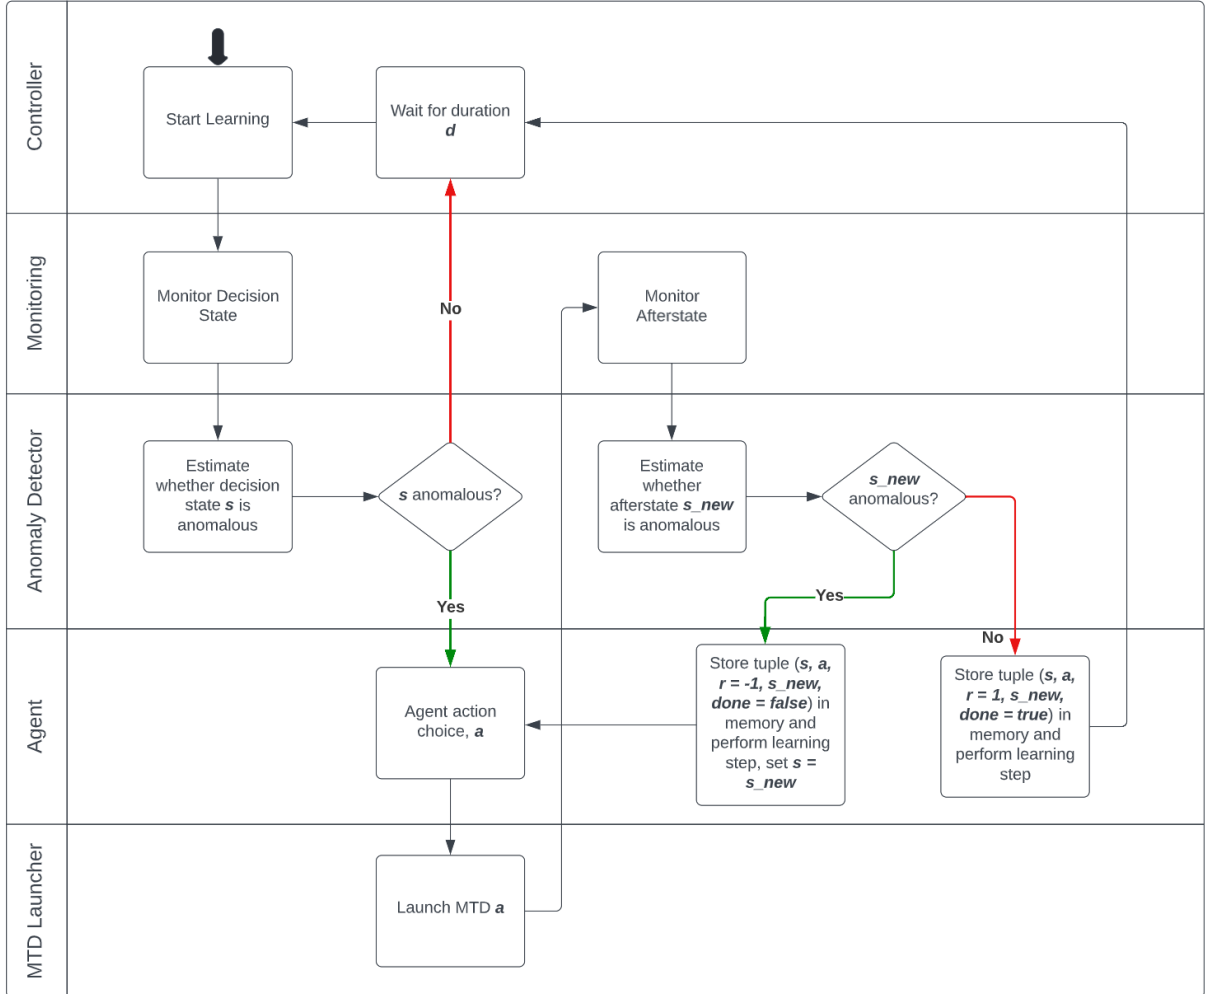 Controller
Start Learning
Wait for duration
d
Monitoring
Monitor Decision
State
No
Monitor
Afterstate
Anomaly Detector
Estimate
whether decision
state s is
anomalous
s anomalous?
Estimate
whether
afterstate s_new
is anomalous
s_new
anomalous?
Yes
Yes
No
Agent
Agent action
choice, a
Store tuple (s, a,
r = -1, s_new,
done = false) in
memory and
perform learning
step, set s =
s_new
Store tuple (s, a,
r = 1, s_new,
done = true) in
memory and
perform learning
step
MTD Launcher
Launch MTD a